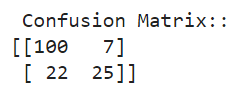 Confusion Matrix::
[[100   7]
 [ 22  25]]